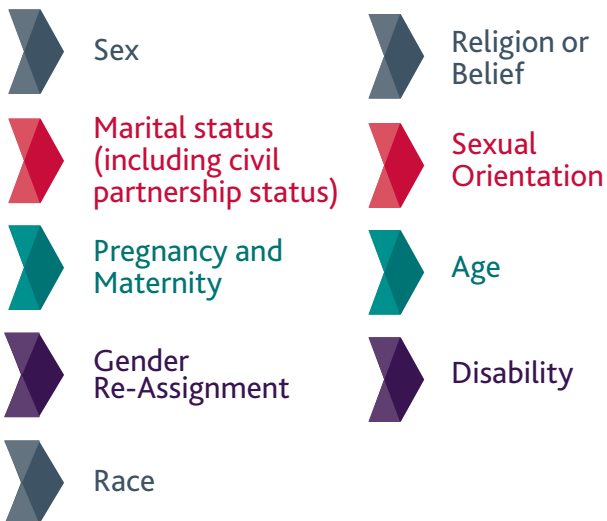 Sex
Marital status
(including civil
partnership status)
Pregnancy and
Maternity
Gender
Re-Assignment
Race
Religion or
Belief
Sexual
Orientation
Age
Disability